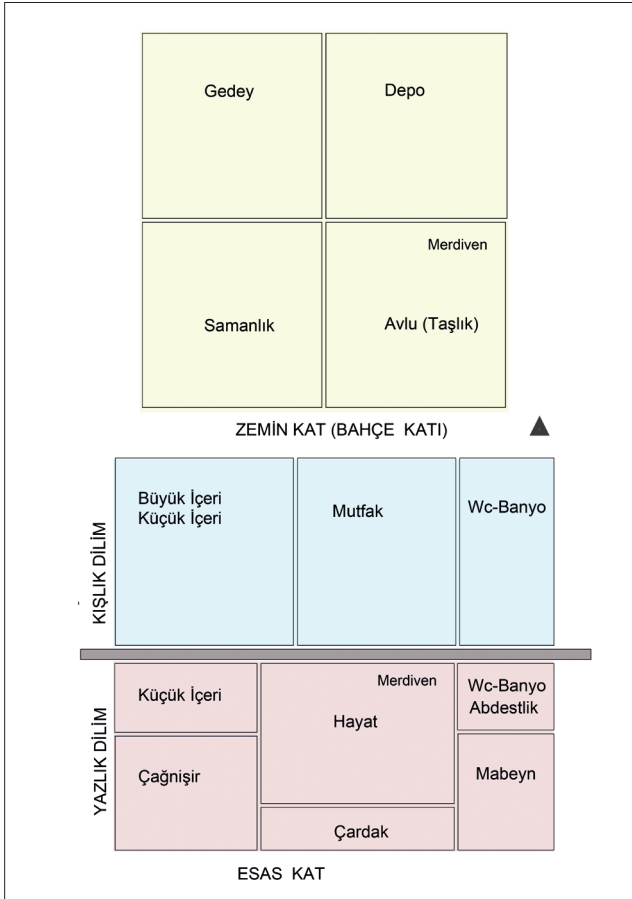 Gedey
Depo
Merdiven
Samanlık
Avlu (Taşlık)
ZEMİN KAT (BAHÇE KATI)
KIŞLIK DİLİM
Büyük İçeri
Küçük İçeri
Mutfak
Wc-Banyo
YAZLIK DİLİM
Küçük İçeri
Merdiven
Hayat
Wc-Banyo
Abdestlik
Çağnişir
Mabeyn
Çardak
ESAS KAT